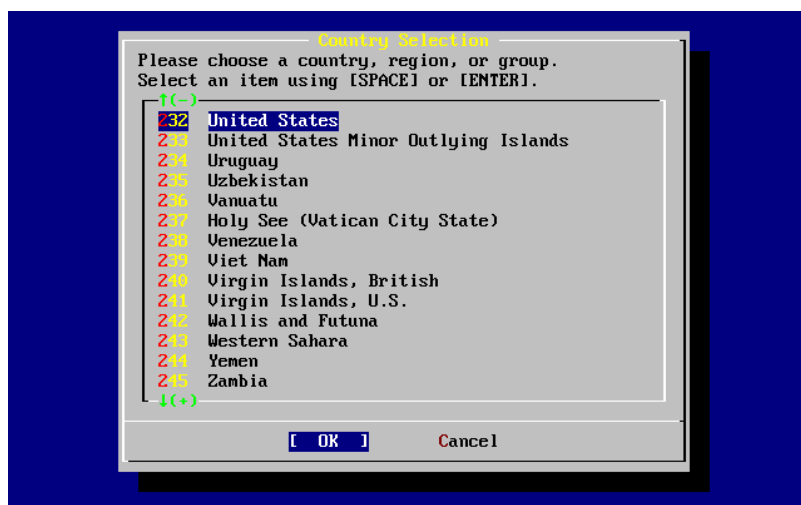 Country Selection
Please choose a country, region, or group.
Select an item using [SPACE] or [ENTER].
↑(-)
232 United States
233 United States Minor Outlying Islands
234 Uruguay
235 Uzbekistan
236 Vanuatu
237 Holy See (Vatican City State)
238 Venezuela
239 Viet Nam
240 Virgin Islands, British
241 Virgin Islands, U.S.
242 Wallis and Futuna
243 Western Sahara
244 Yemen
245 Zambia
↓(+)
[ OK ] Cancel